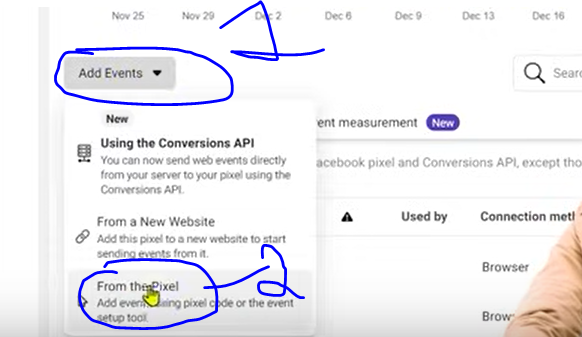 Nov 25 Nov 29 Dec 2 Dec 6 Dec 9 Dec 13 Dec 16
1
Add Events
Sear
New
Using the Conversions API
You can now send web events directly
from your server to your pixel using the
Conversions API.
ent measurement New
acebook pixel and Conversions API, except tho
From a New Website
Add this pixel to a new website to start
sending events from it.
Used by Connection met
From the Pixel
2
Add events using pixel code or the event
setup tool.
Browser
Brow